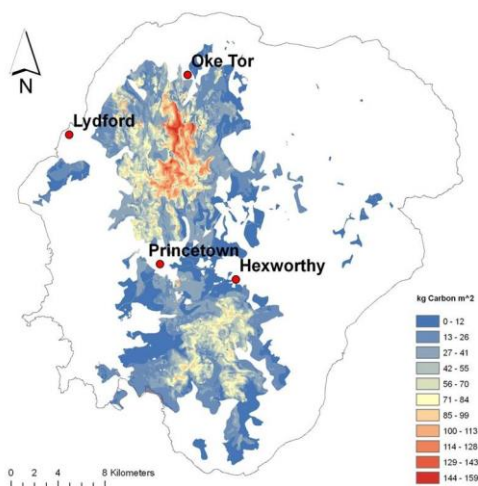 Oke Tor
N
Lydford
Princetown
Hexworthy
kg Carbon m^2
0 - 12
13 - 26
27 - 41
42 - 55
56 - 70
71 - 84
85 - 99
100 - 113
114 - 128
129 - 143
144 - 159
0 2 4 8 Kilometers